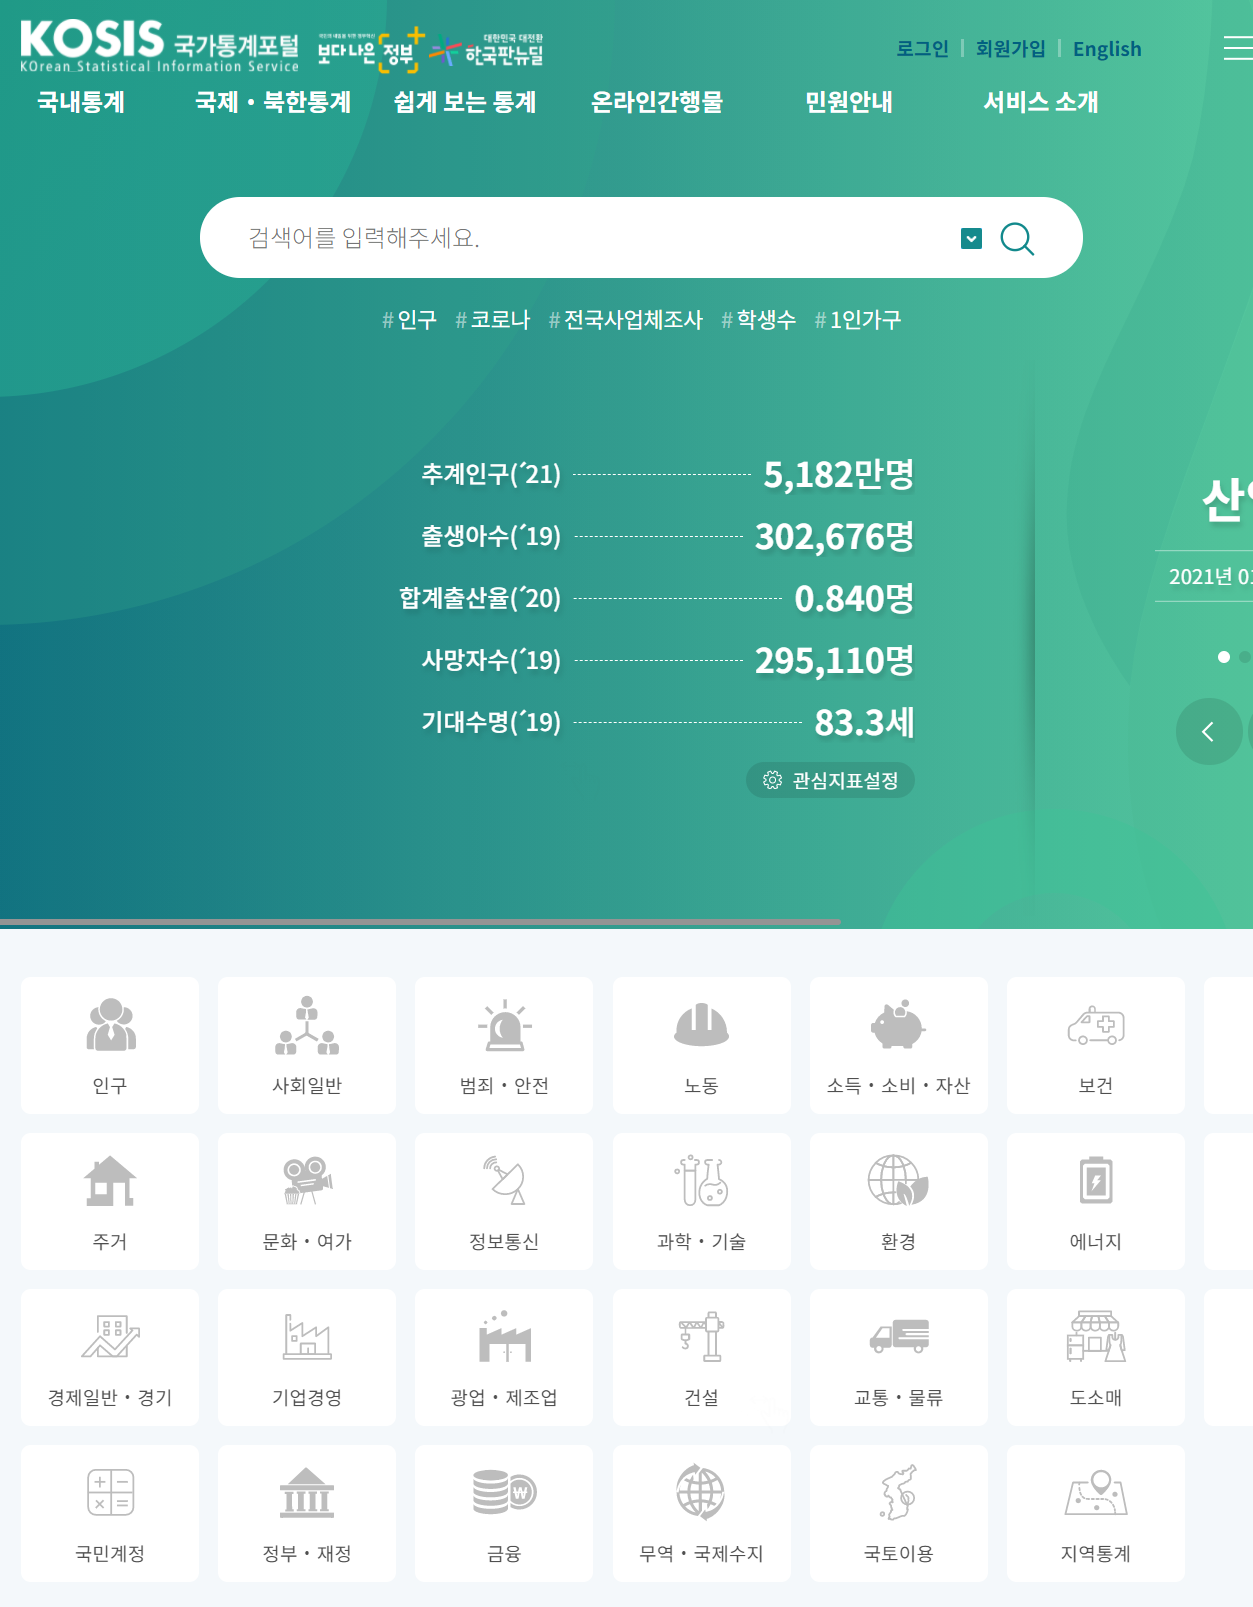 KOSIS 국가통계포털
KOrean Statistical Information Service
보다나은 정부
대한민국 대전환
한국판뉴딜
로그인 회원가입 English
국내통계 국제・북한통계 쉽게 보는 통계 온라인간행물 민원안내 서비스 소개
검색어를 입력해주세요.
#인구 #코로나 #전국사업체조사 #학생수 #1인가구
추계인구(´21) 5,182만명
출생아수(´19) 302,676명
합계출산율(´20) 0.840명
사망자수(´19) 295,110명
기대수명(´19) 83.3세
관심지표설정
2021년
인구 사회일반 범죄・안전 노동 소득・소비・자산 보건
주거 문화・여가 정보통신 과학・기술 환경 에너지
경제일반・경기 기업경영 광업・제조업 건설 교통・물류 도소매
국민계정 정부・재정 금융 무역・국제수지 국토이용 지역통계